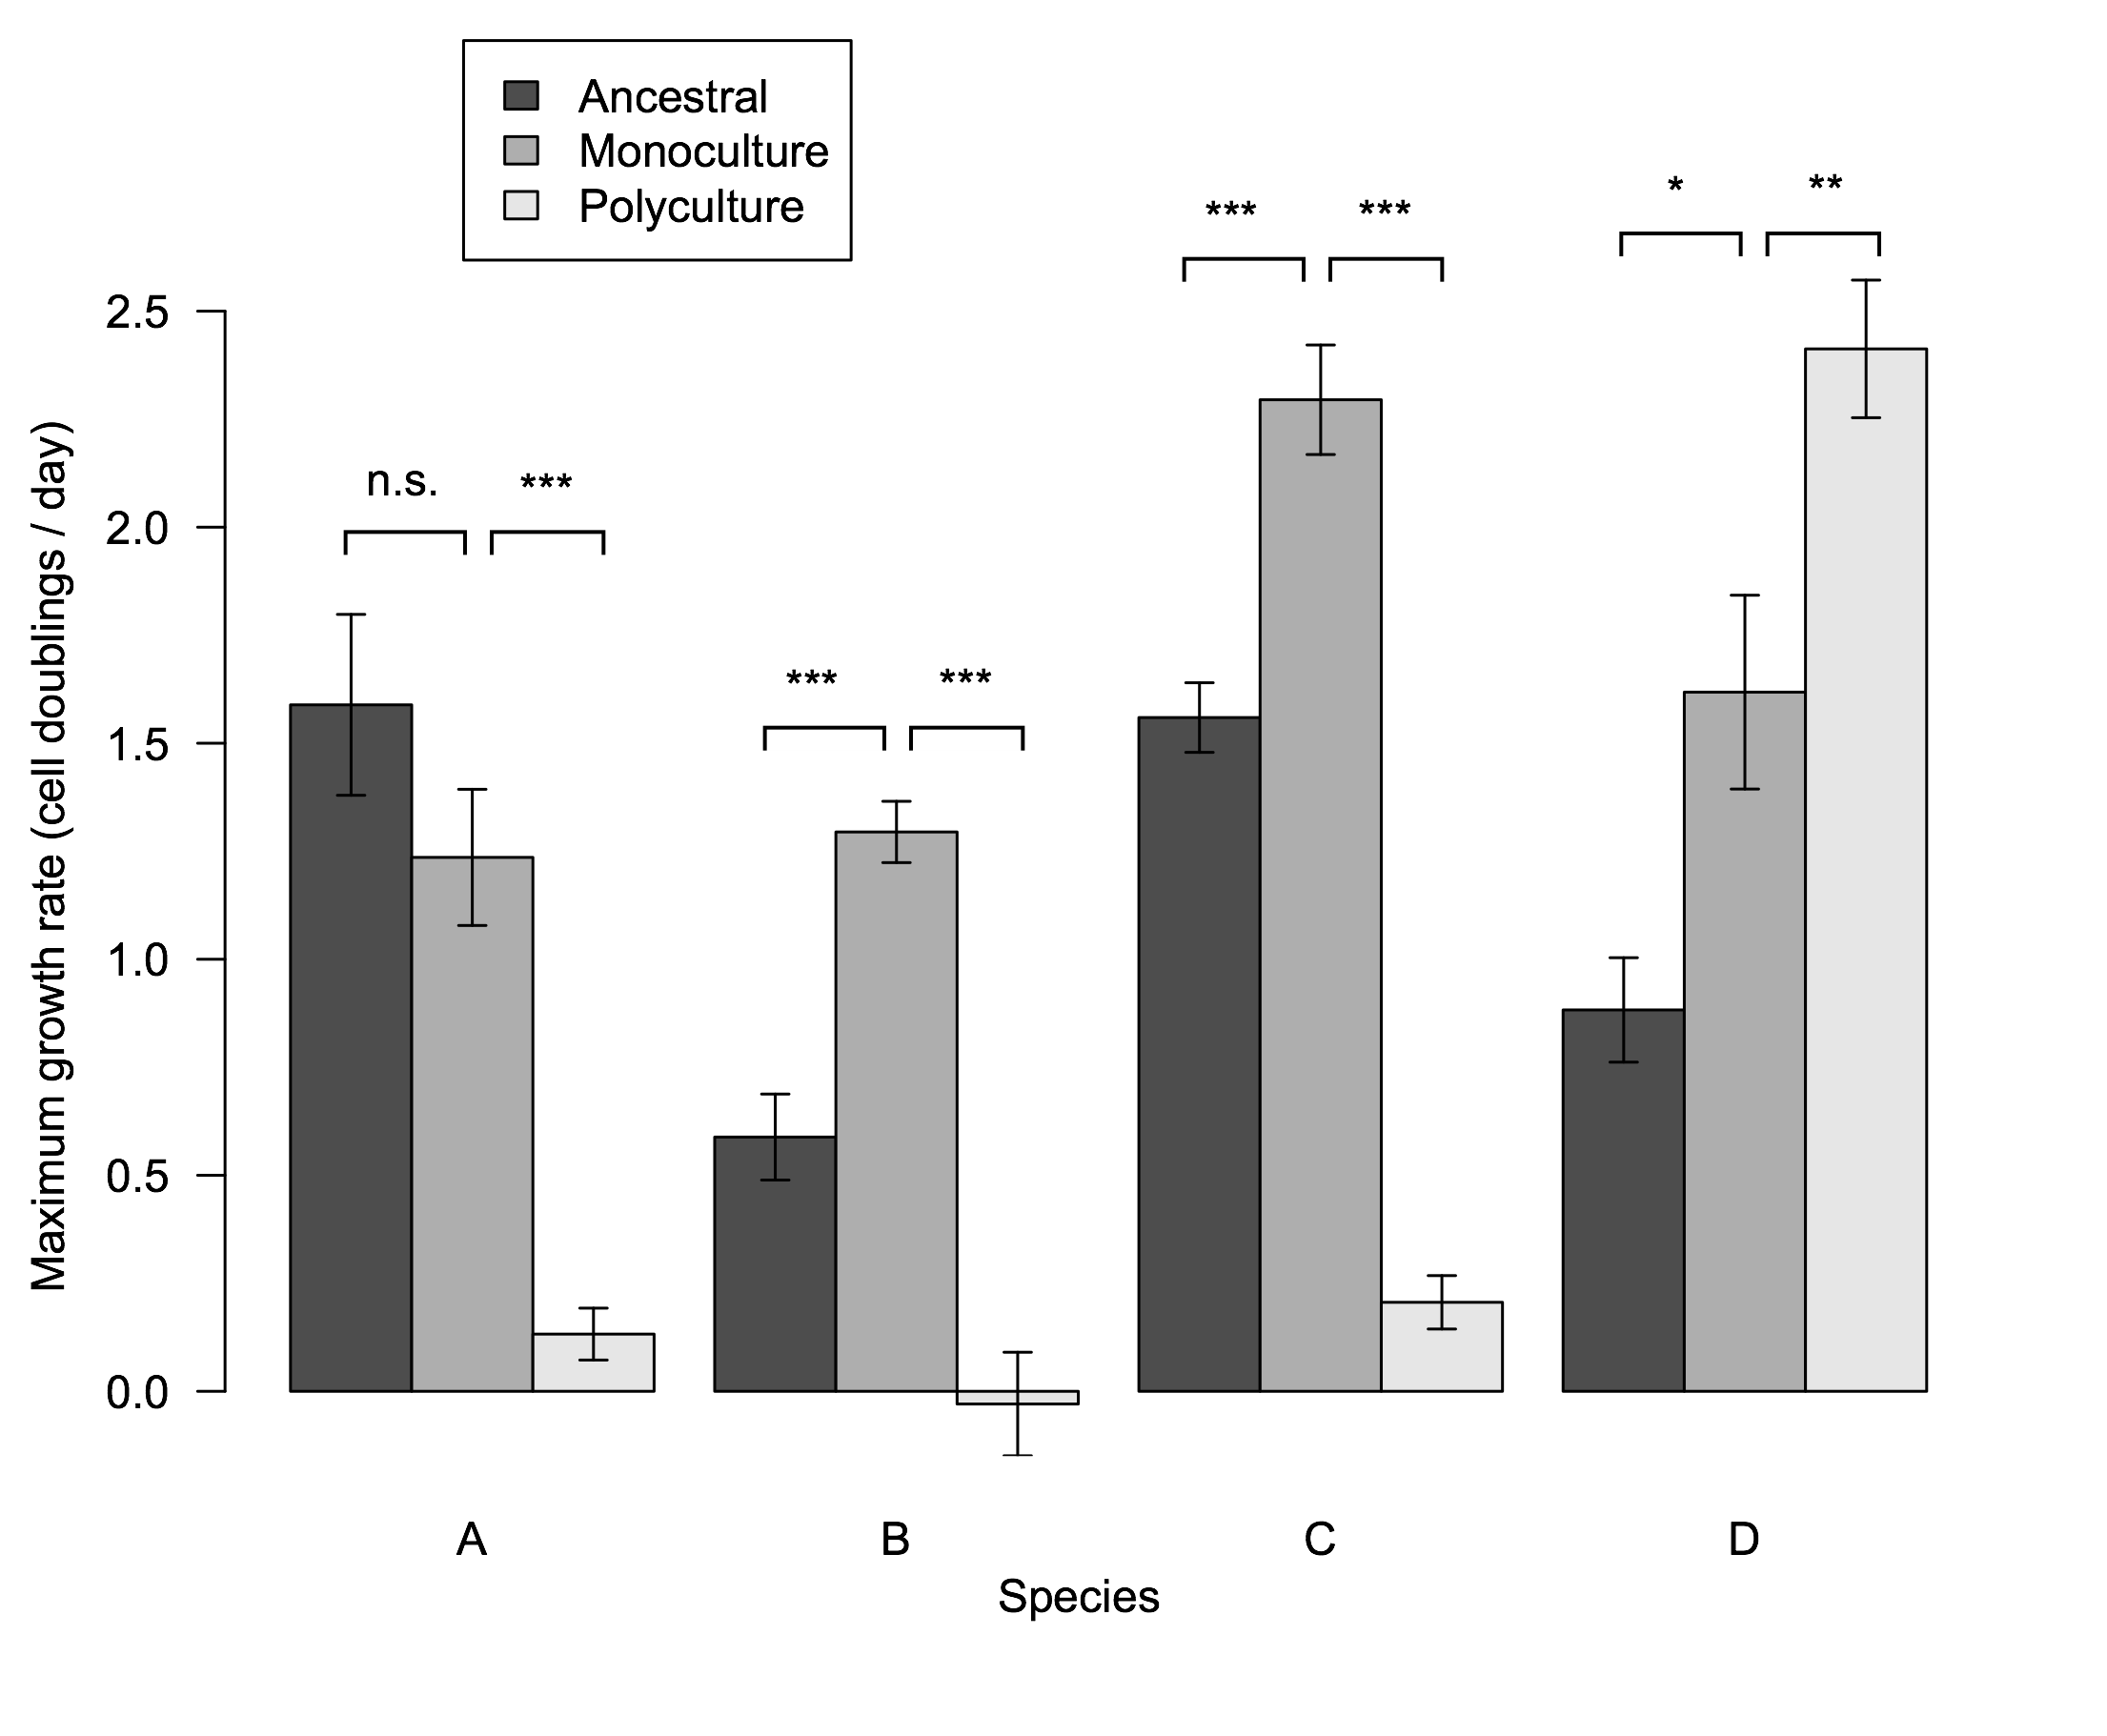 Ancestral
Monoculture
Polyculture
* **
*** ***
2.5
n.s. ***
2.0
*** ***
1.5
1.0
0.5
0.0
Maximum growth rate (cell doublings / day)
A B C D
Species